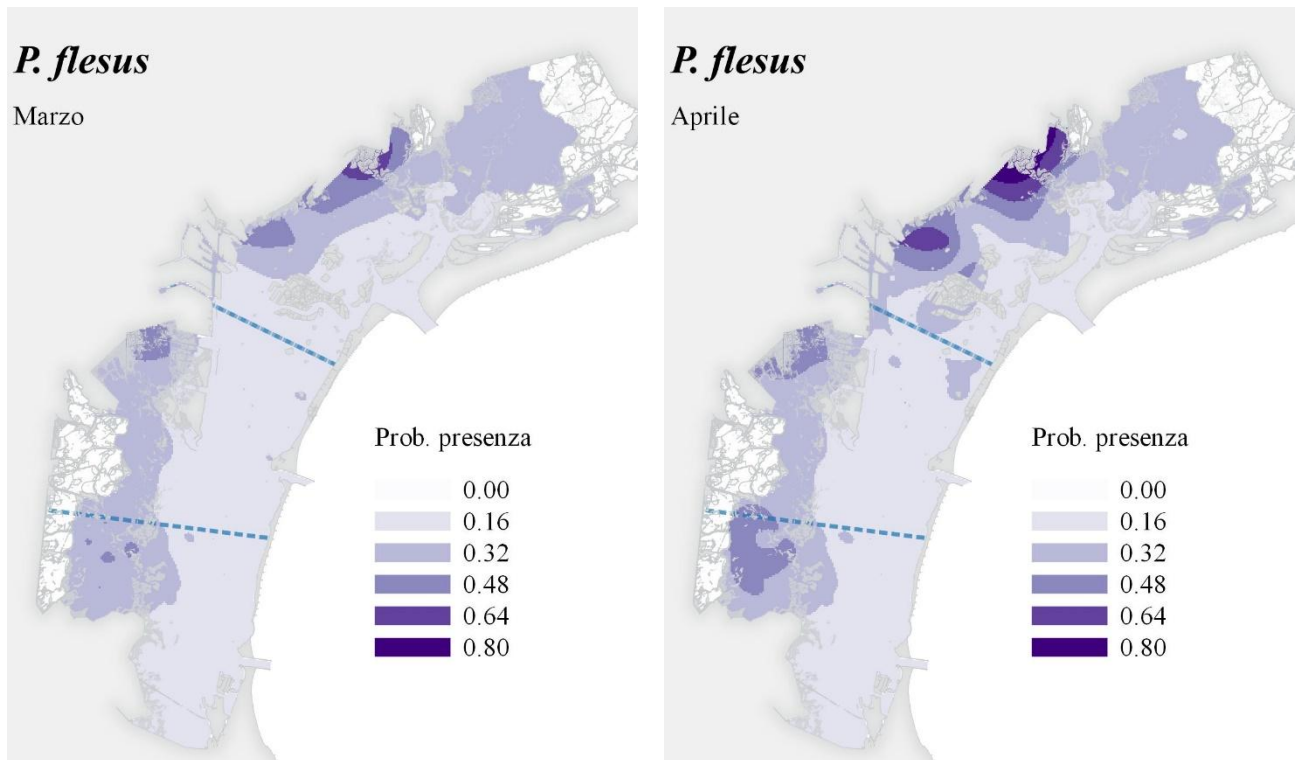 P. flesus
Marzo
Prob. presenza
0.00
0.16
0.32
0.48
0.64
0.80
P. flesus
Aprile
Prob. presenza
0.00
0.16
0.32
0.48
0.64
0.80